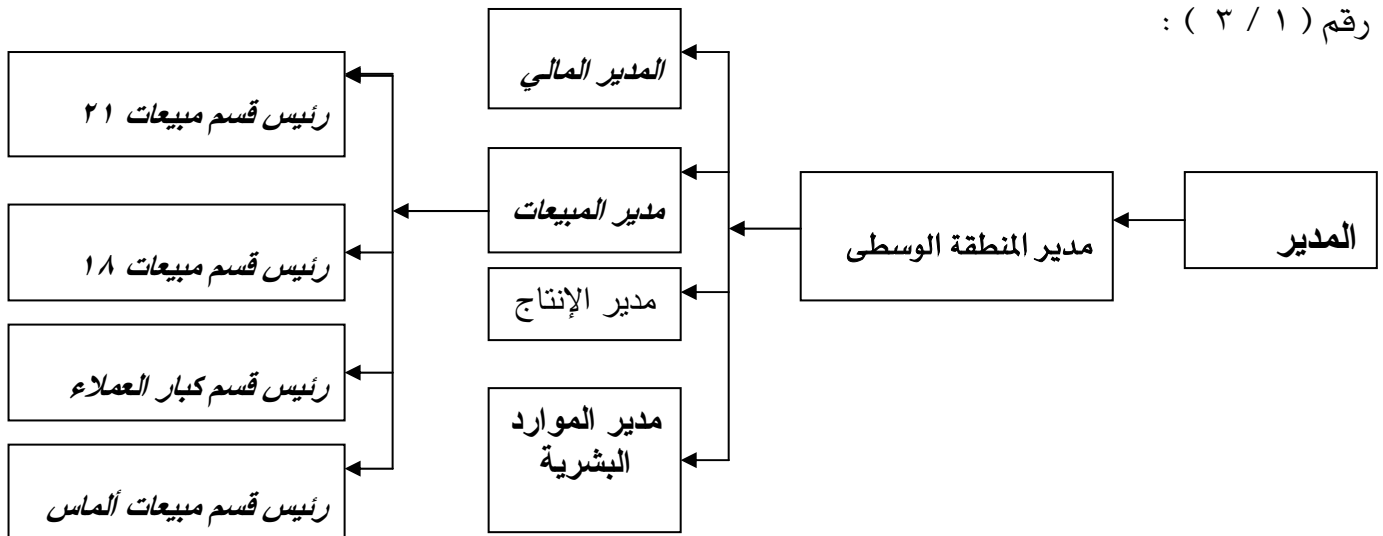 رقم ( ١ / ٣ ) :
المدير
مدير المنطقة الوسطى
المدير المالي
مدير المبيعات
مدير الإنتاج
مدير الموارد
البشرية
رئيس قسم مبيعات ٢١
رئيس قسم مبيعات ١٨
رئيس قسم كبار العملاء
رئيس قسم مبيعات ألماس